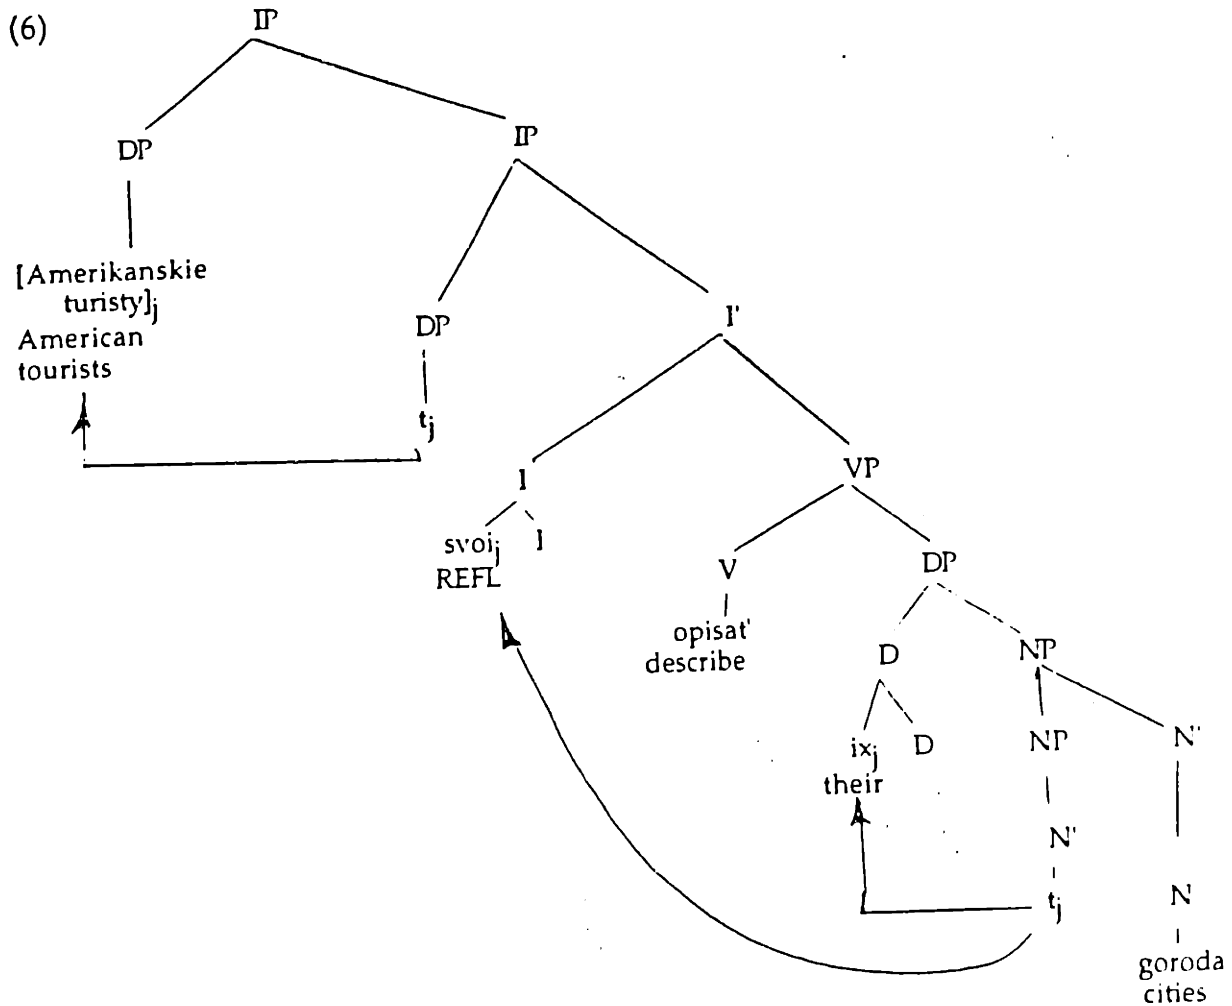 (6)
IP
DP
IP
[Amerikanskie
turisty]j
American
tourists
DP
I'
tj
I
VP
svoij
I
REFL
V
DP
opisat'
describe
D
NP
ixj
D
NP
N'
their
N'
tj
N
goroda
cities